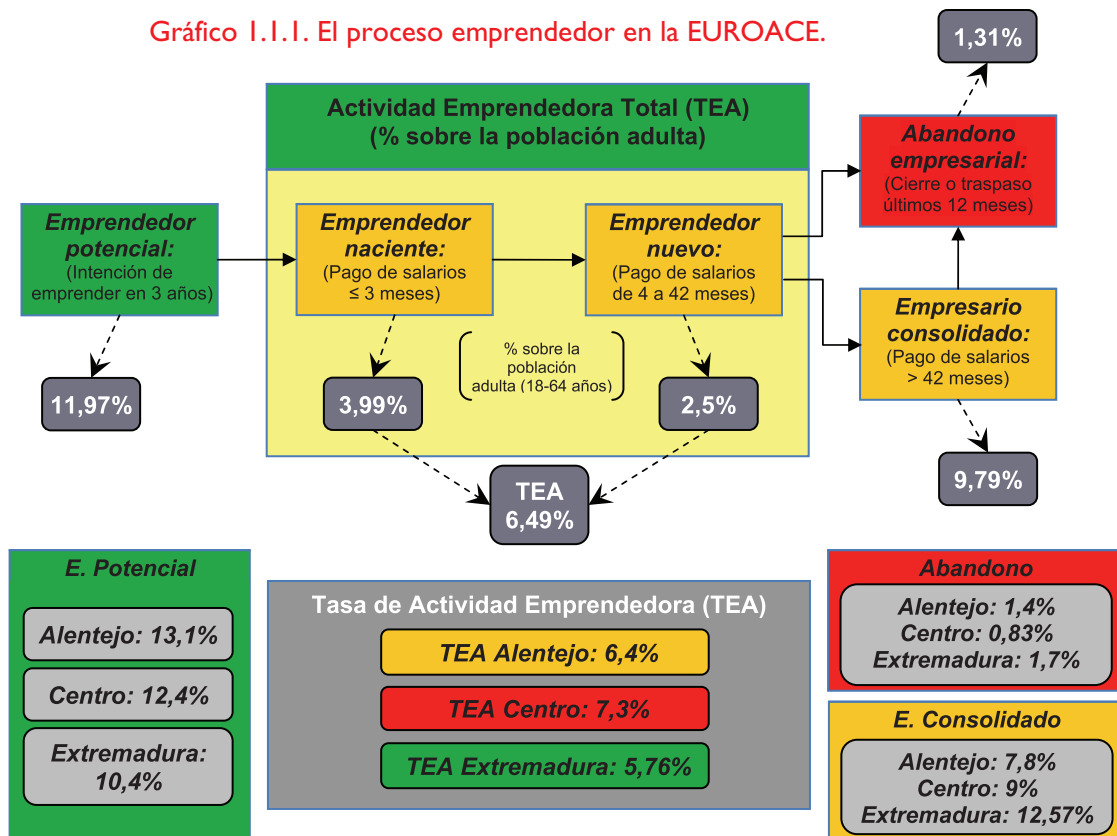 Gráfico 1.1.1. El proceso emprendedor en la EUROACE.
1,31%
Actividad Emprendedora Total (TEA)
(% sobre la población adulta)
Abandono
empresarial:
(Cierre o traspaso
últimos 12 meses)
Emprendedor
potencial:
(Intención de
emprender en 3 años)
Emprendedor
naciente:
(Pago de salarios
≤ 3 meses)
Emprendedor
nuevo:
(Pago de salarios
de 4 a 42 meses)
Empresario
consolidado:
(Pago de salarios
> 42 meses)
% sobre la
población
adulta (18-64 años)
11,97%
3,99%
2,5%
9,79%
TEA
6,49%
E. Potencial
Alentejo: 13,1%
Centro: 12,4%
Extremadura:
10,4%
Tasa de Actividad Emprendedora (TEA)
TEA Alentejo: 6,4%
TEA Centro: 7,3%
TEA Extremadura: 5,76%
Abandono
Alentejo: 1,4%
Centro: 0,83%
Extremadura: 1,7%
E. Consolidado
Alentejo: 7,8%
Centro: 9%
Extremadura: 12,57%